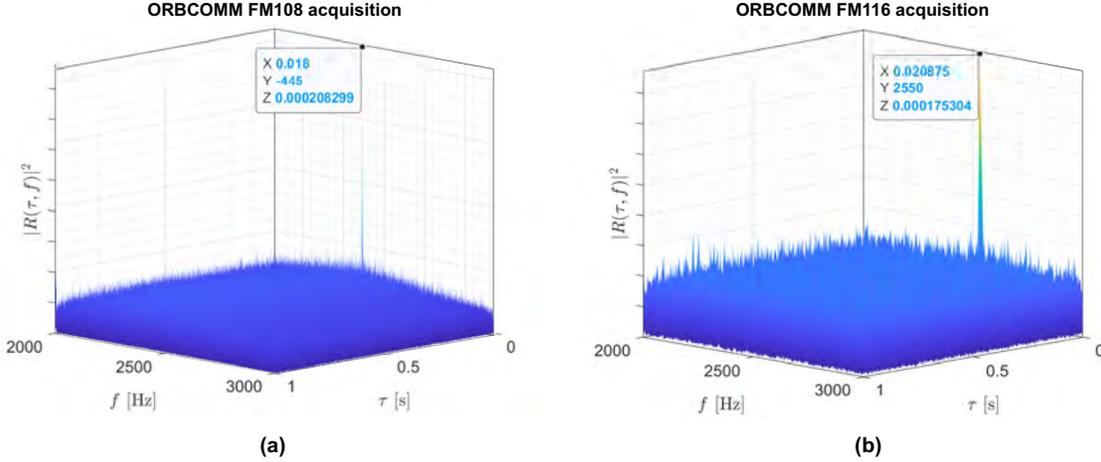 ORBCOMM FM108 acquisition
X 0.018
Y -445
Z 0.000208299
|R(τ, f)|²
2000
2500
3000
f [Hz]
1
0.5
0
τ [s]
(a)
ORBCOMM FM116 acquisition
X 0.020875
Y 2550
Z 0.000175304
|R(τ, f)|²
2000
2500
3000
f [Hz]
1
0.5
0
τ [s]
(b)